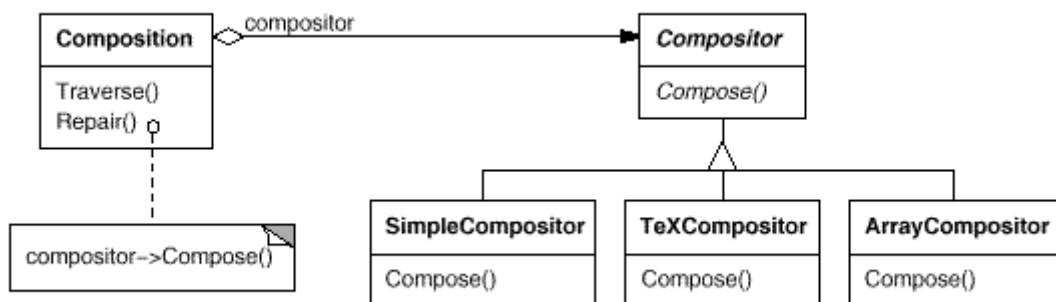 Composition
compositor
Compositor
Traverse()
Repair()
Compose()
compositor->Compose()
SimpleCompositor
TeXCompositor
ArrayCompositor
Compose()
Compose()
Compose()